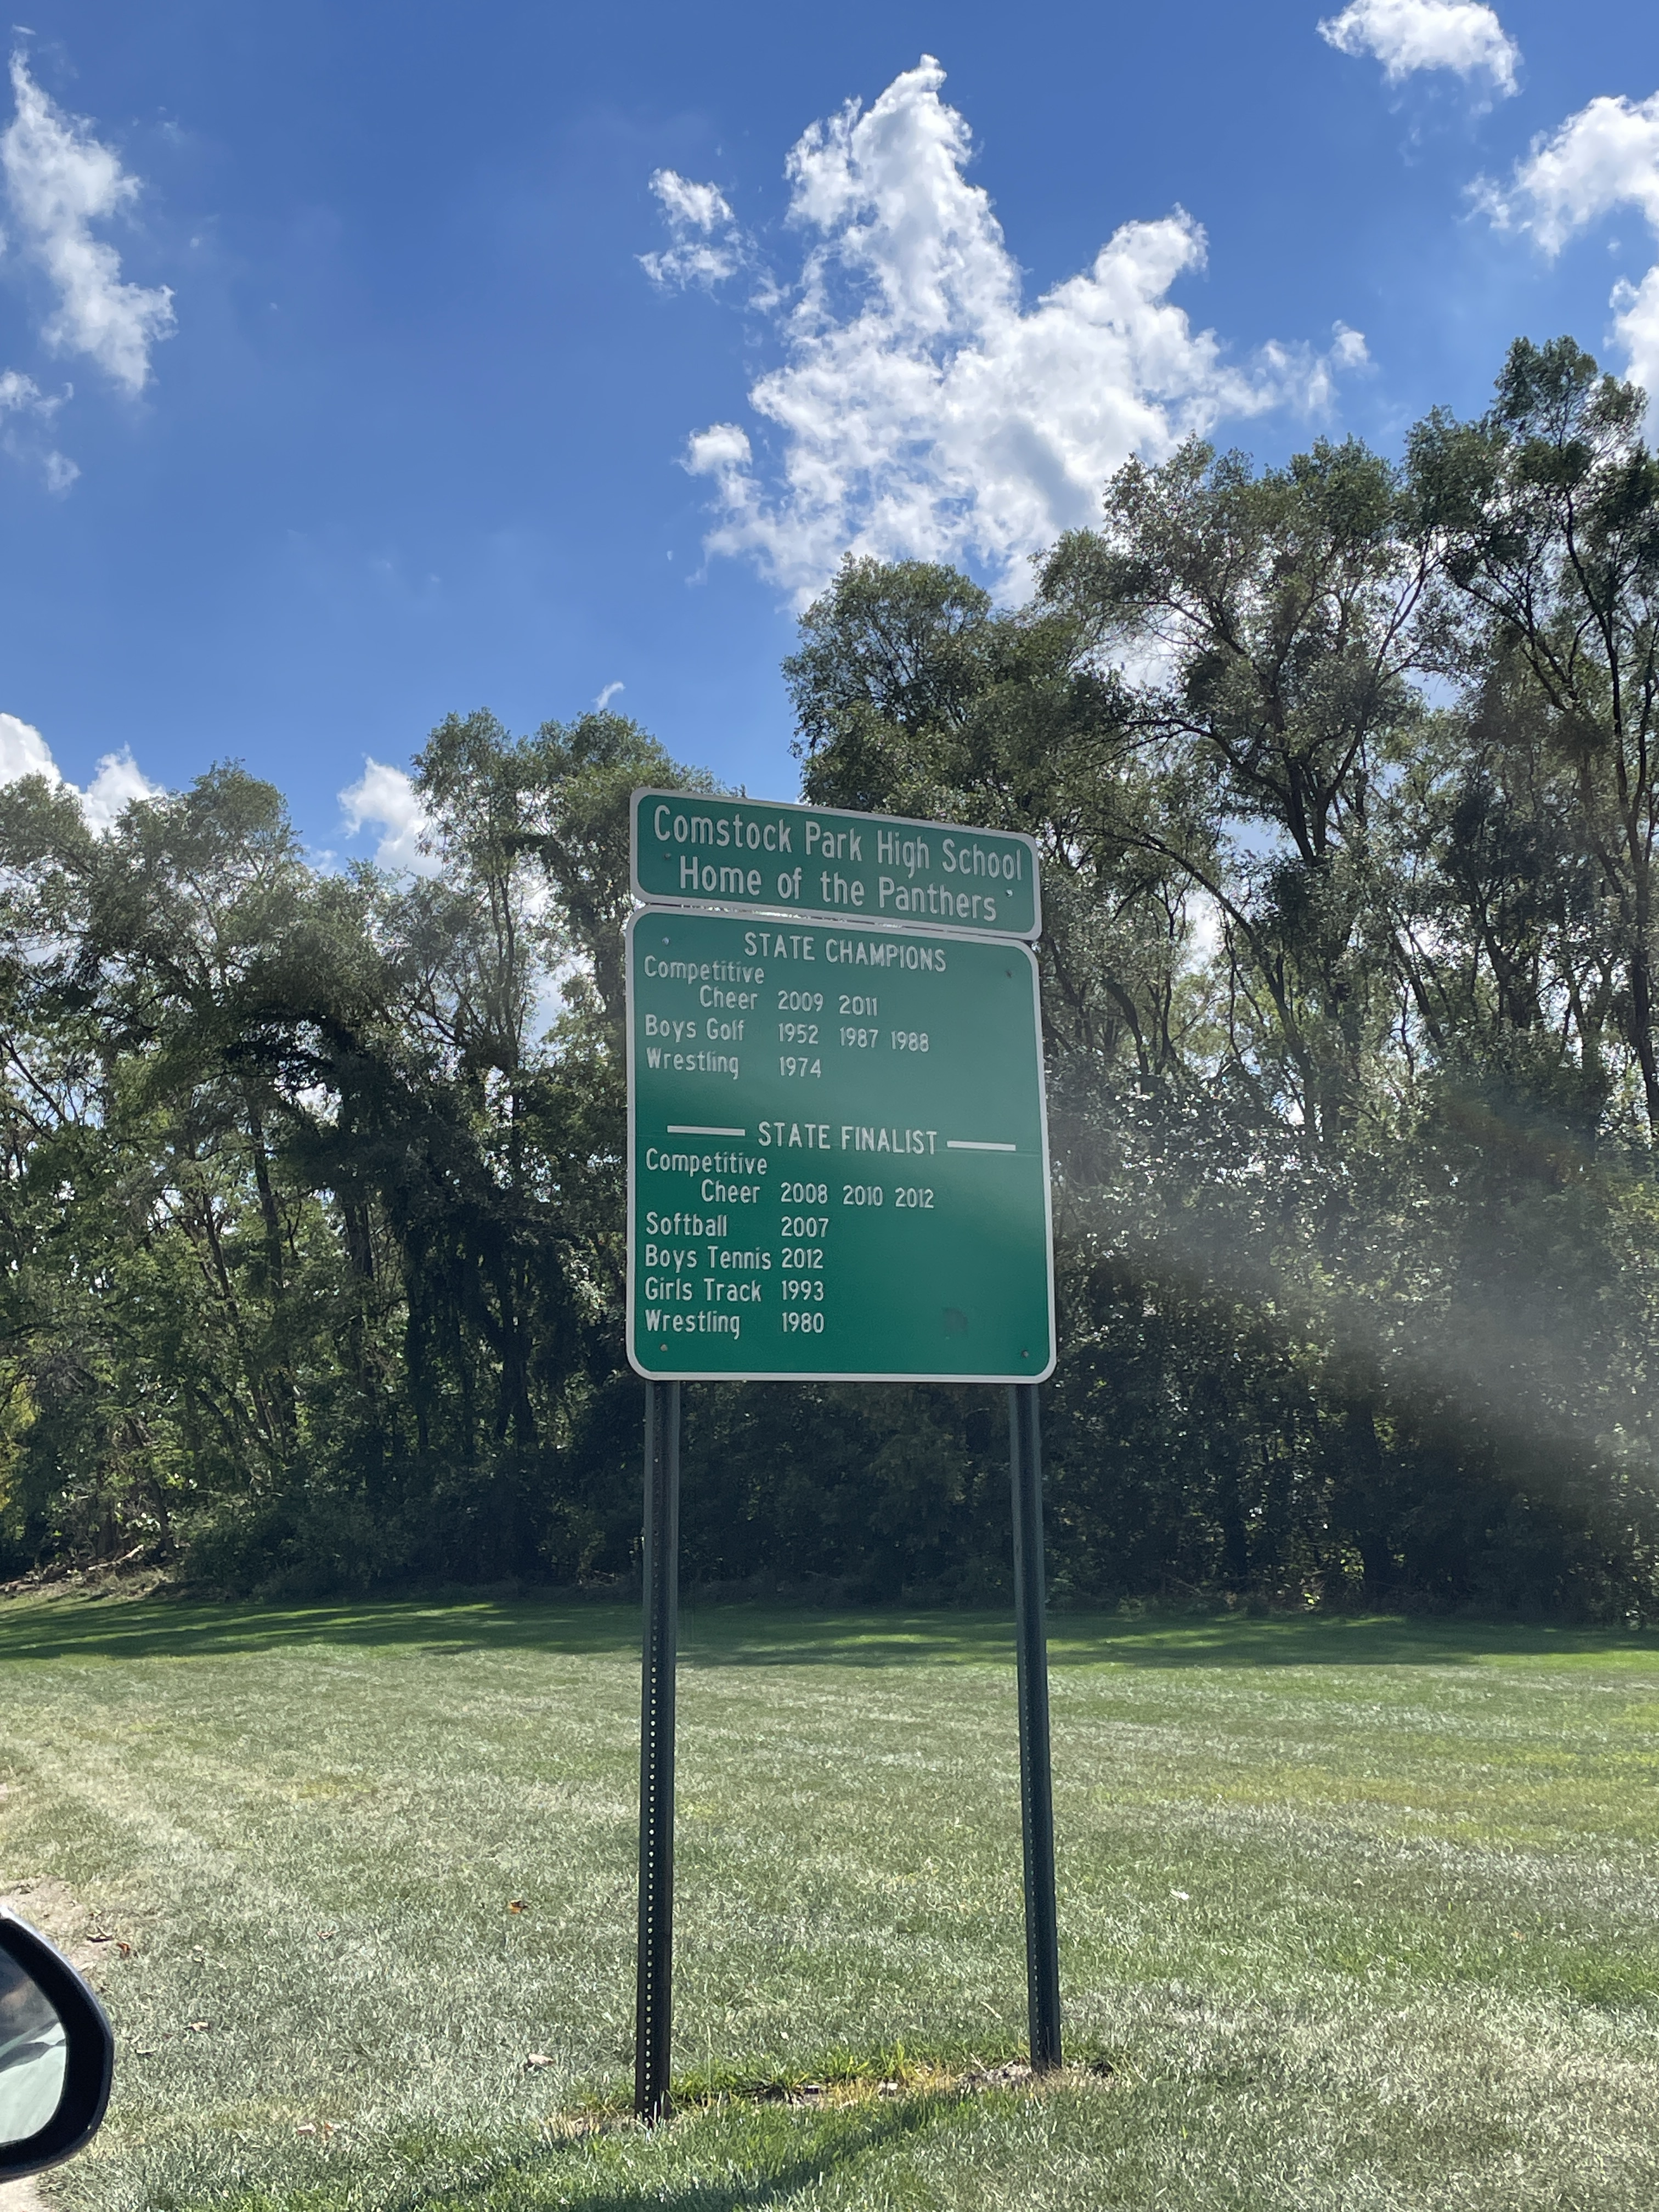 Comstock Park High School
Home of the Panthers
STATE CHAMPIONS
Competitive
Cheer 2009 2011
Boys Golf 1952 1987 1988
Wrestling 1974
STATE FINALIST
Competitive
Cheer 2008 2010 2012
Softball 2007
Boys Tennis 2012
Girls Track 1993
Wrestling 1980